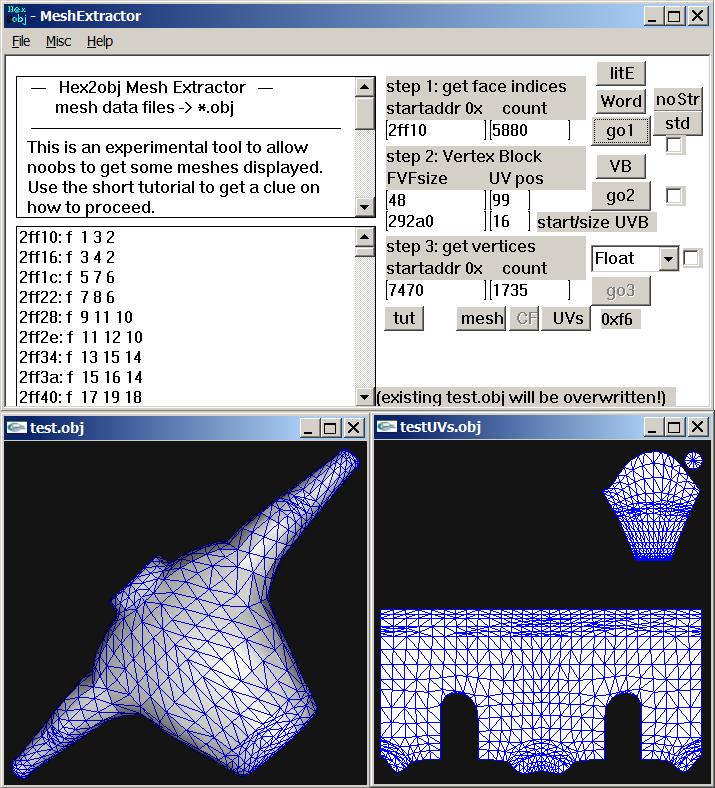 Hex
obj - MeshExtractor
File Misc Help
— Hex2obj Mesh Extractor —
mesh data files -> *.obj
This is an experimental tool to allow
noobs to get some meshes displayed.
Use the short tutorial to get a clue on
how to proceed.
2ff10: f 1 3 2
2ff16: f 3 4 2
2ff1c: f 5 7 6
2ff22: f 7 8 6
2ff28: f 9 11 10
2ff2e: f 11 12 10
2ff34: f 13 15 14
2ff3a: f 15 16 14
2ff40: f 17 19 18
step 1: get face indices
startaddr 0x count
2ff10 5880
litE
Word noStr
go1 std
step 2: Vertex Block
FVFsize UV pos
48 99
292a0 16 start/size UVB
VB
go2
step 3: get vertices
startaddr 0x count
7470 1735
Float
go3
tut mesh CF UVs 0xf6
(existing test.obj will be overwritten!)
test.obj
testUVs.obj